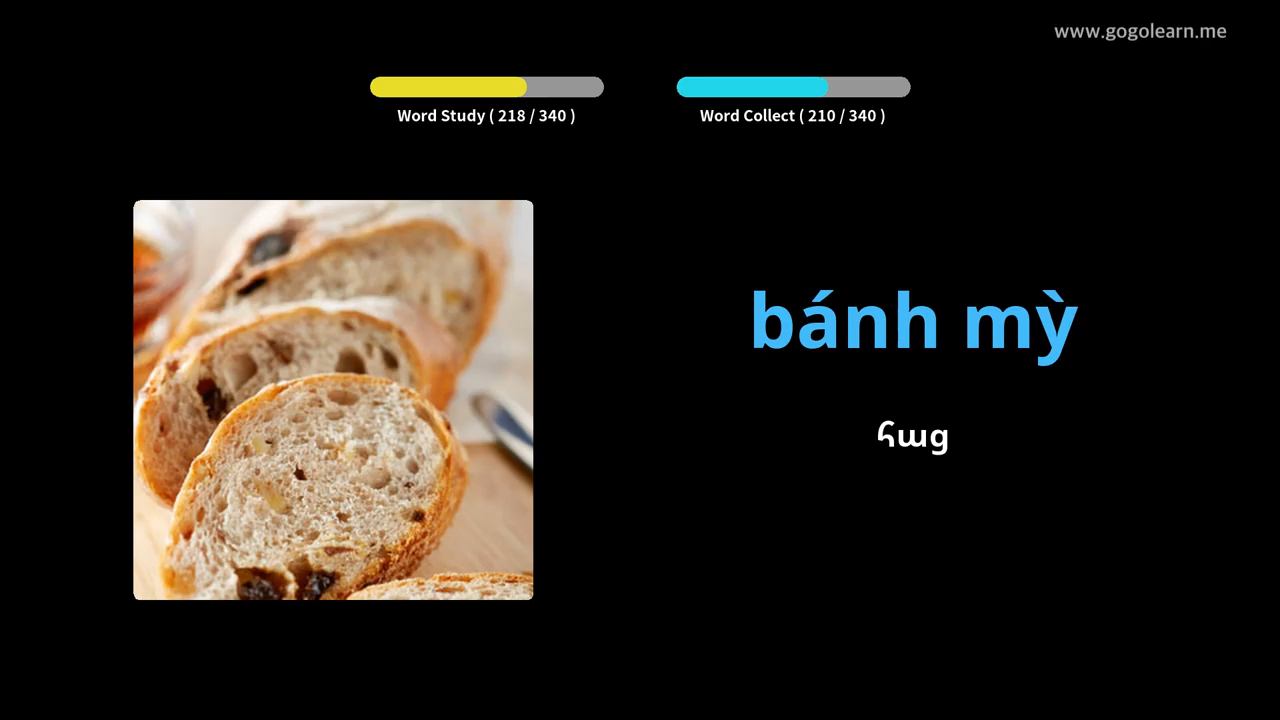 www.gogolearn.me
Word Study ( 218 / 340 )
Word Collect ( 210 / 340 )
bánh mỳ
հաց